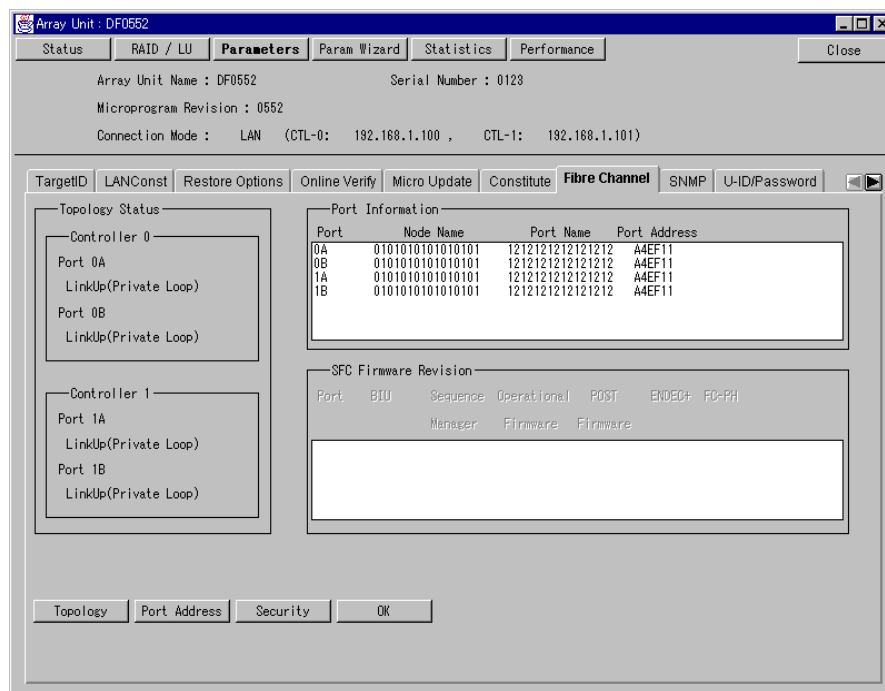 Array Unit : DF0552
Status RAID / LU Parameters Param Wizard Statistics Performance Close
Array Unit Name : DF0552 Serial Number : 0123
Microprogram Revision : 0552
Connection Mode : LAN (CTL-0: 192.168.1.100 , CTL-1: 192.168.1.101)
TargetID LANConst Restore Options Online Verify Micro Update Constitute Fibre Channel SNMP U-ID/Password
Topology Status
Controller 0
Port 0A
LinkUp(Private Loop)
Port 0B
LinkUp(Private Loop)
Controller 1
Port 1A
LinkUp(Private Loop)
Port 1B
LinkUp(Private Loop)
Port Information
Port Node Name Port Name Port Address
0A 0101010101010101 1212121212121212 A4EF11
0B 0101010101010101 1212121212121212 A4EF11
1A 0101010101010101 1212121212121212 A4EF11
1B 0101010101010101 1212121212121212 A4EF11
SFC Firmware Revision
Port BIU Sequence Operational POST ENDEC+ FC-PH
Manager Firmware Firmware
Topology Port Address Security OK